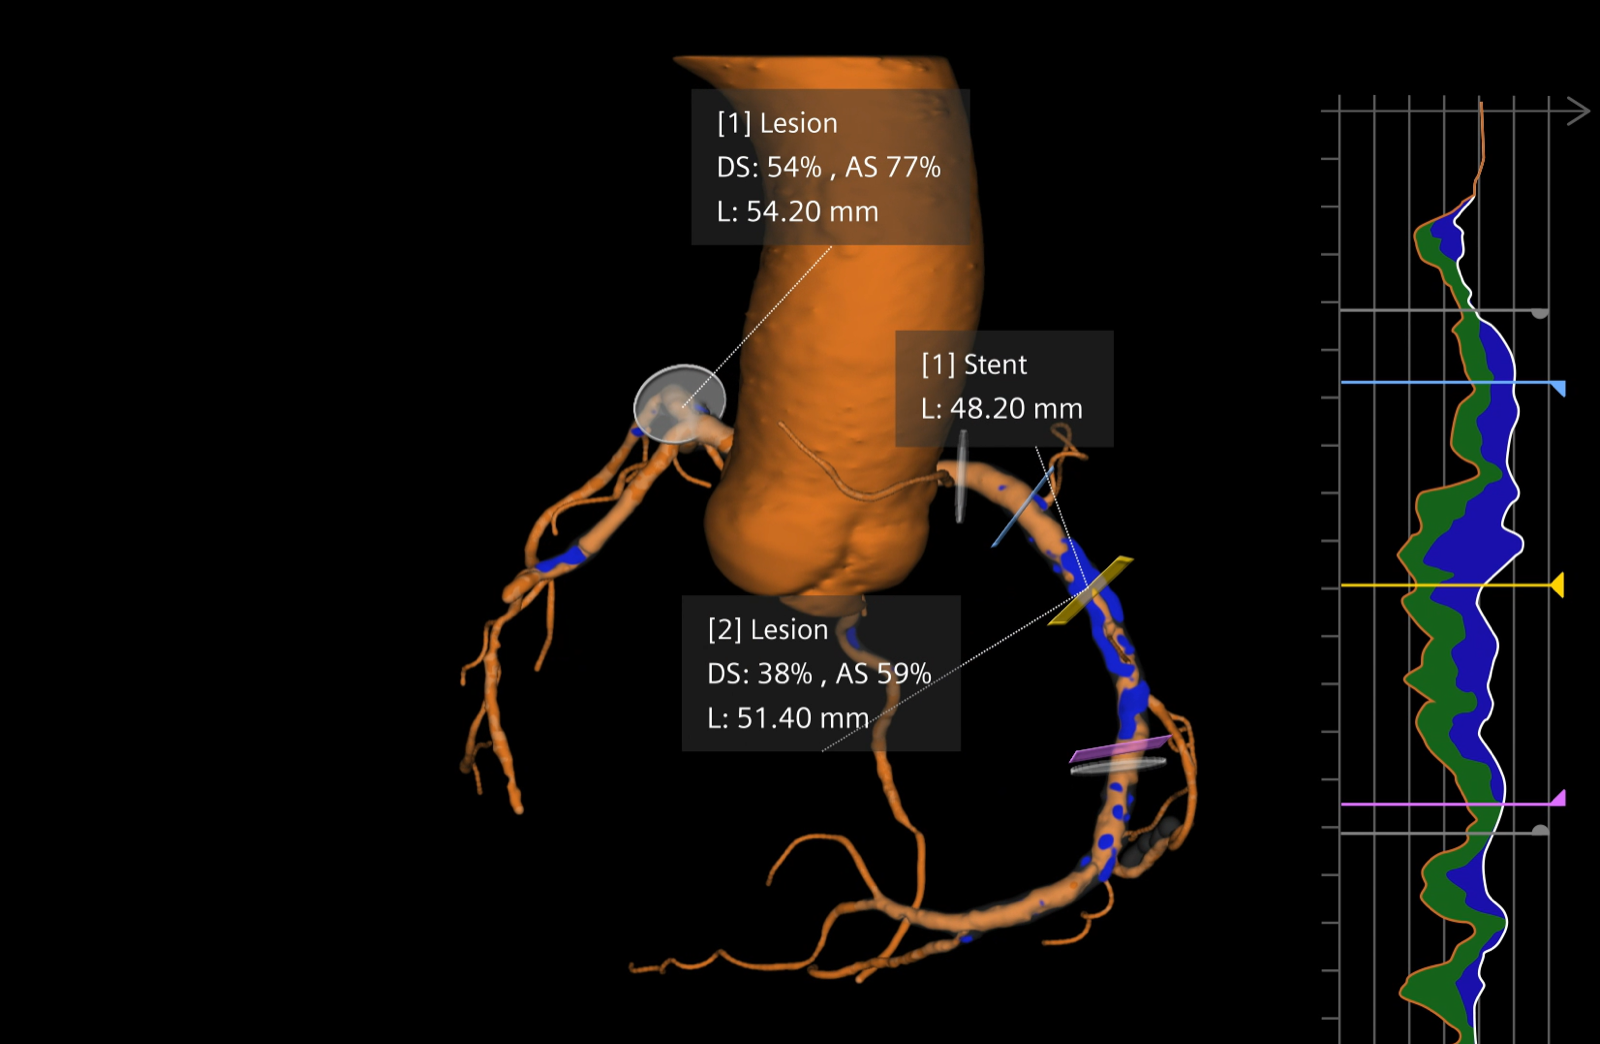 [1] Lesion
DS: 54% , AS 77%
L: 54.20 mm
[1] Stent
L: 48.20 mm
[2] Lesion
DS: 38% , AS 59%
L: 51.40 mm